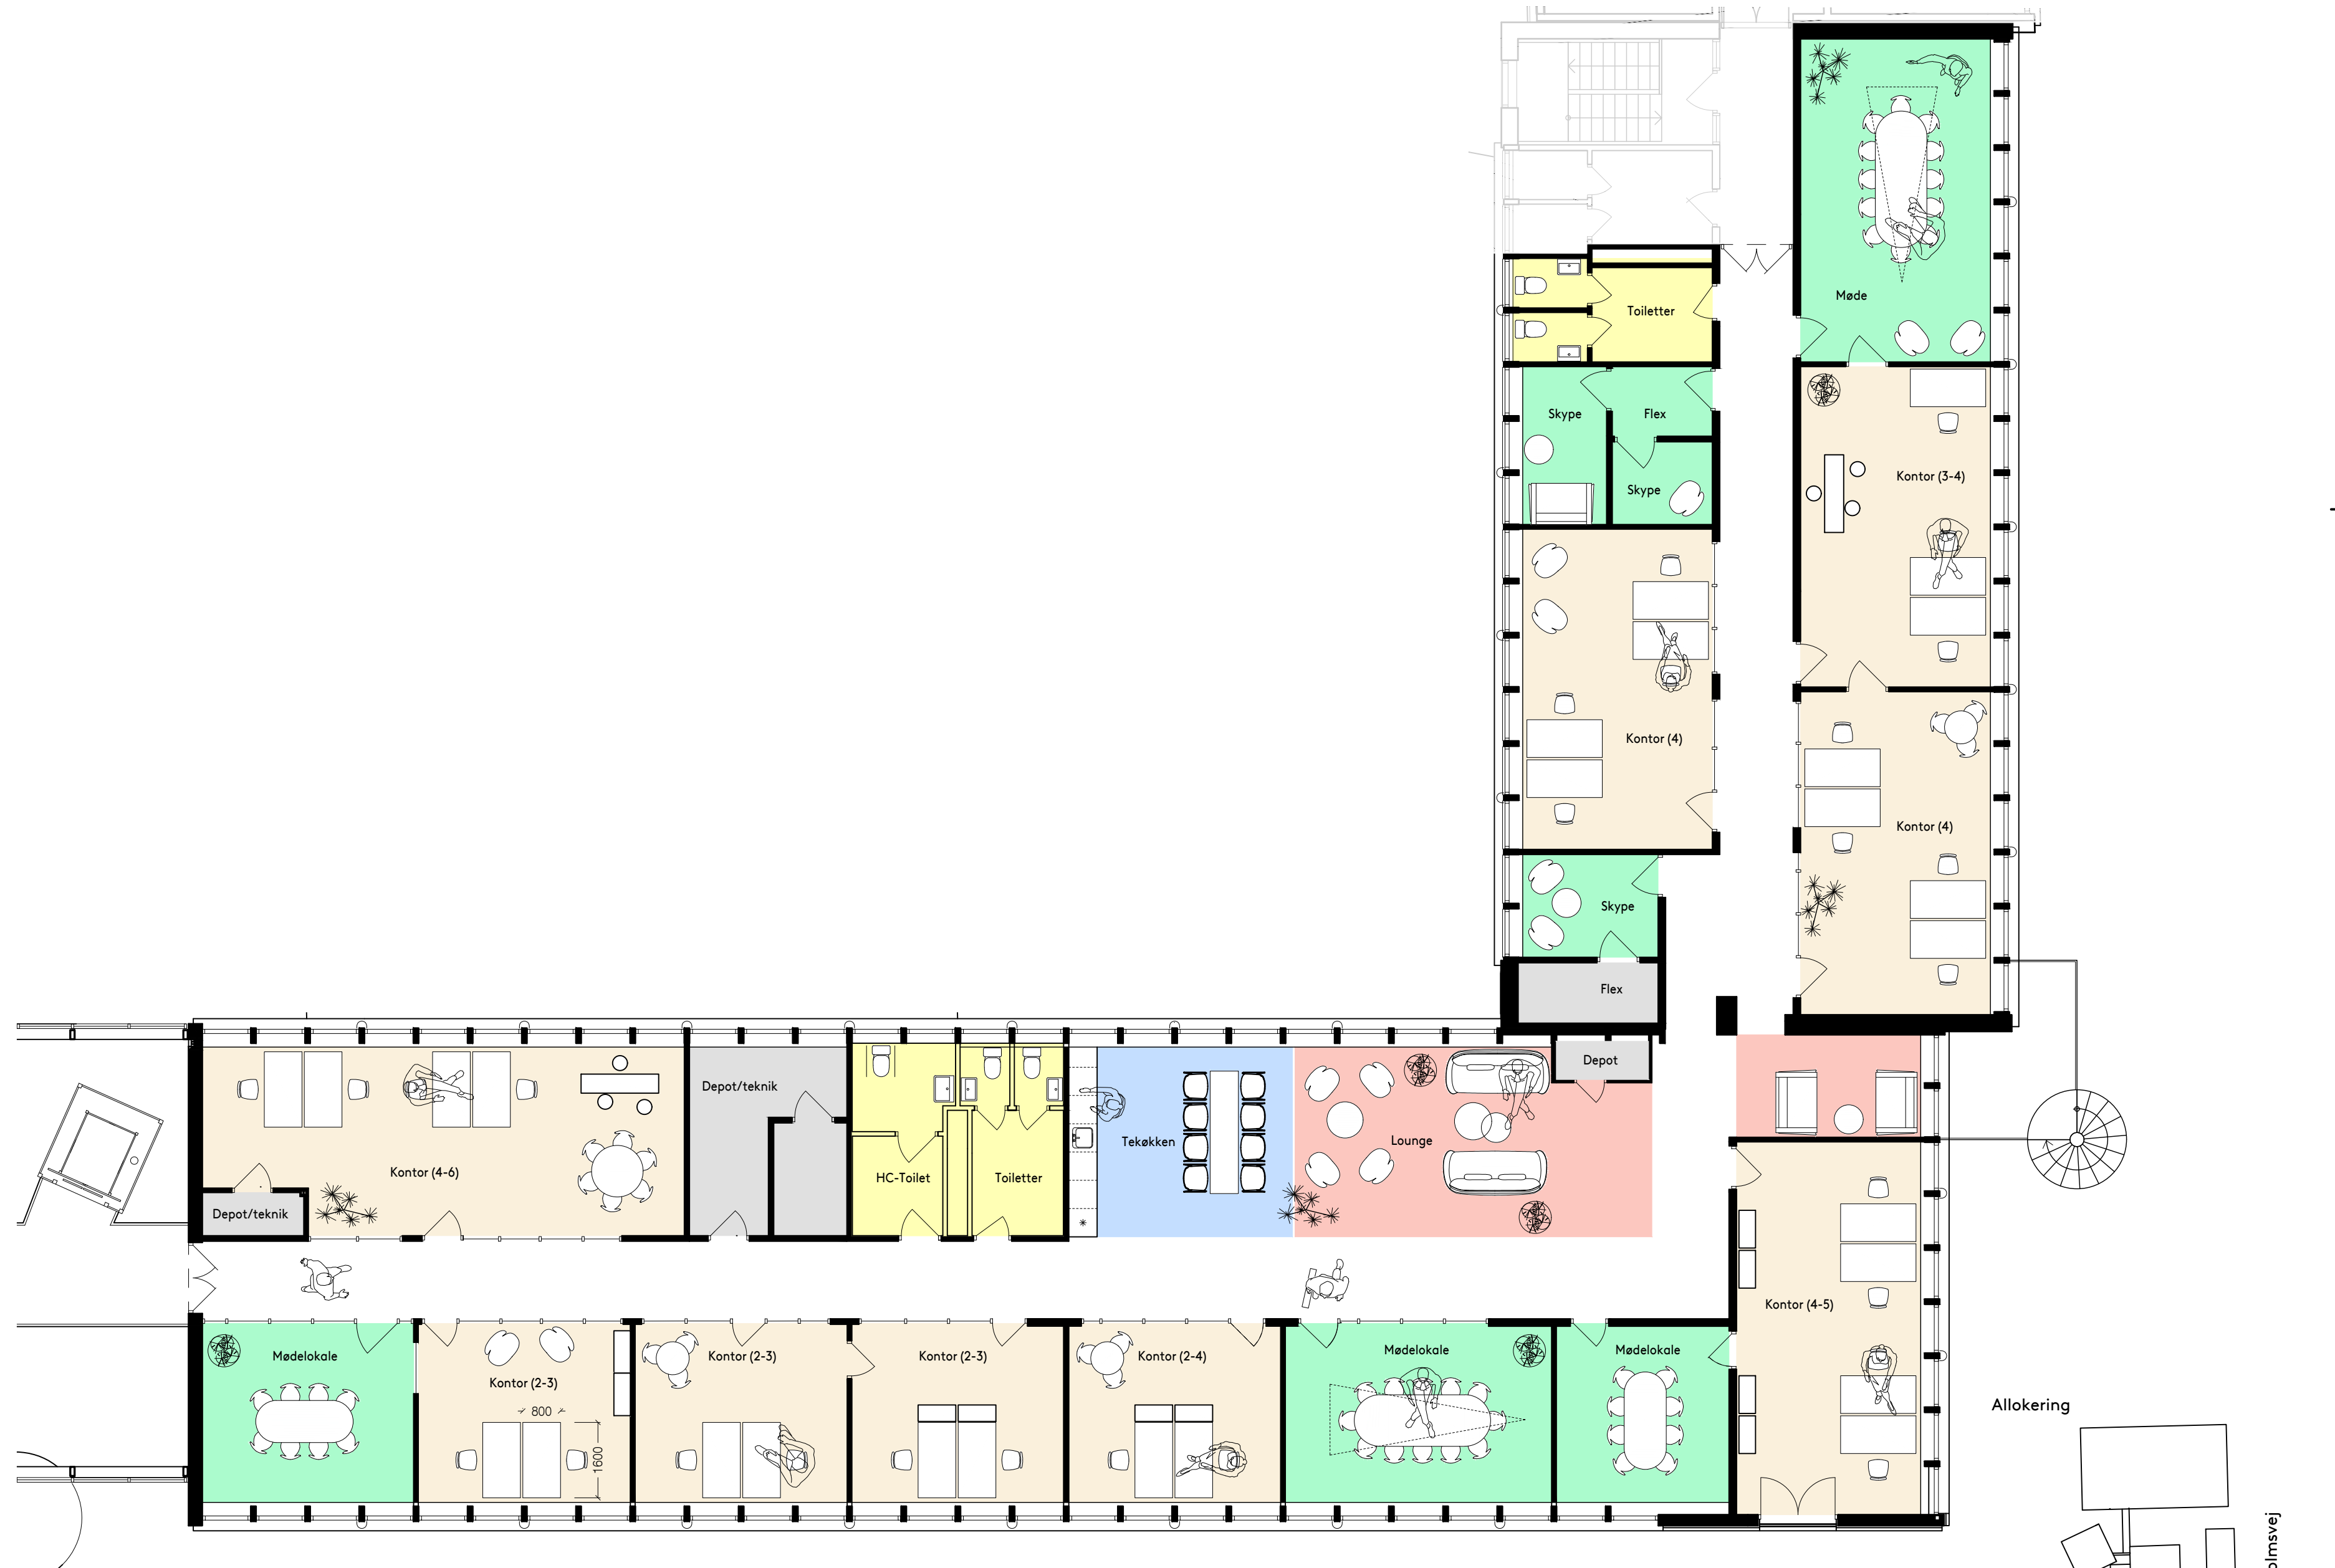 Møde
Toiletter
Skype
Flex
Skype
Kontor (3-4)
Kontor (4)
Kontor (4)
Skype
Flex
Depot
Depot/teknik
Tekøkken
Lounge
Kontor (4-6)
HC-Toilet
Toiletter
Depot/teknik
Kontor (4-5)
Mødelokale
Kontor (2-3)
Kontor (2-3)
Kontor (2-3)
Kontor (2-4)
Mødelokale
Mødelokale
800
1600
Allokering
olmsvej